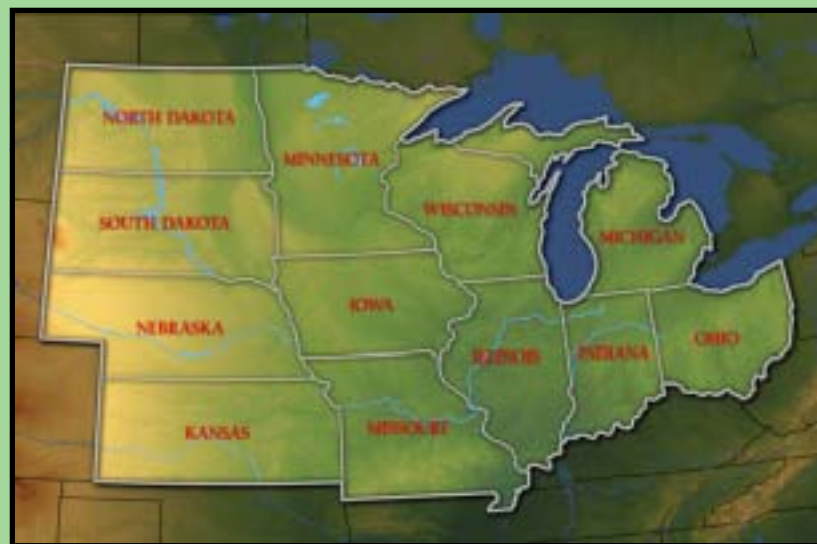 NORTH DAKOTA
MINNESOTA
SOUTH DAKOTA
WISCONSIN
MICHIGAN
NEBRASKA
IOWA
ILLINOIS
INDIANA
OHIO
KANSAS
MISSOURI